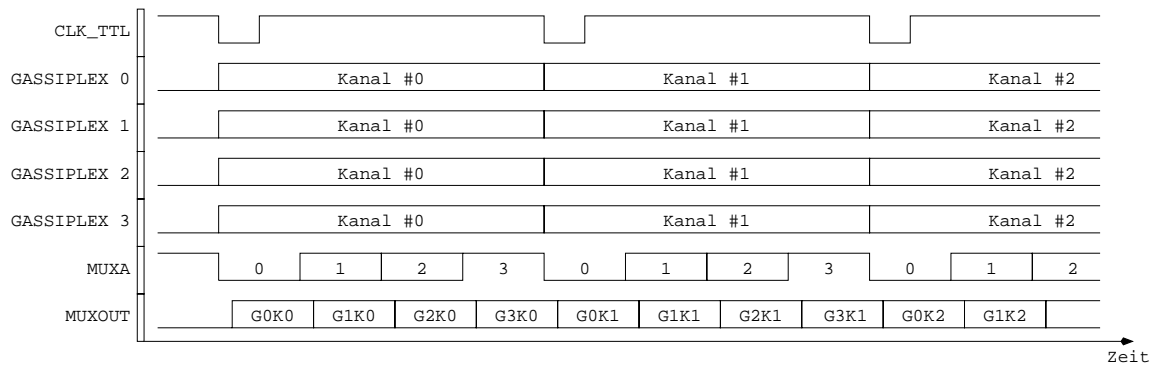 CLK_TTL
GASSIPLEX 0 Kanal #0 Kanal #1 Kanal #2
GASSIPLEX 1 Kanal #0 Kanal #1 Kanal #2
GASSIPLEX 2 Kanal #0 Kanal #1 Kanal #2
GASSIPLEX 3 Kanal #0 Kanal #1 Kanal #2
MUXA 0 1 2 3 0 1 2 3 0 1 2
MUXOUT G0K0 G1K0 G2K0 G3K0 G0K1 G1K1 G2K1 G3K1 G0K2 G1K2
Zeit